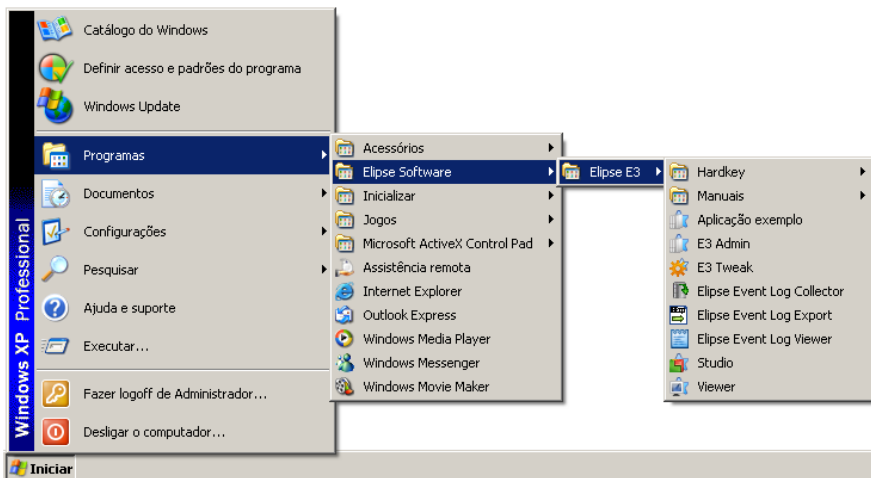 Catálogo do Windows
Definir acesso e padrões do programa
Windows Update
Programas
Documentos
Configurações
Pesquisar
Ajuda e suporte
Executar...
Fazer logoff de Administrador...
Desligar o computador...
Windows XP Professional
Iniciar
Acessórios
Elipse Software
Inicializar
Jogos
Microsoft ActiveX Control Pad
Assistência remota
Internet Explorer
Outlook Express
Windows Media Player
Windows Messenger
Windows Movie Maker
Elipse E3
Hardkey
Manuais
Aplicação exemplo
E3 Admin
E3 Tweak
Elipse Event Log Collector
Elipse Event Log Export
Elipse Event Log Viewer
Studio
Viewer